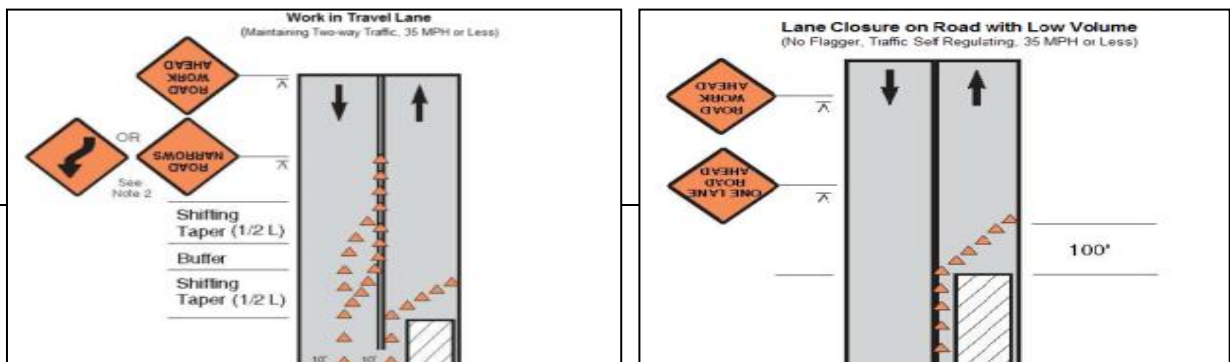 Work in Travel Lane
(Maintaining Two-way Traffic, 35 MPH or Less)
ROAD
WORK
AHEAD
OR
ROAD
NARROWS
See
Note 2
Shifting
Taper (1/2 L)
Buffer
Shifting
Taper (1/2 L)
10'
10'
Lane Closure on Road with Low Volume
(No Flagger, Traffic Self Regulating, 35 MPH or Less)
ROAD
WORK
AHEAD
ONE LANE
ROAD
AHEAD
100'